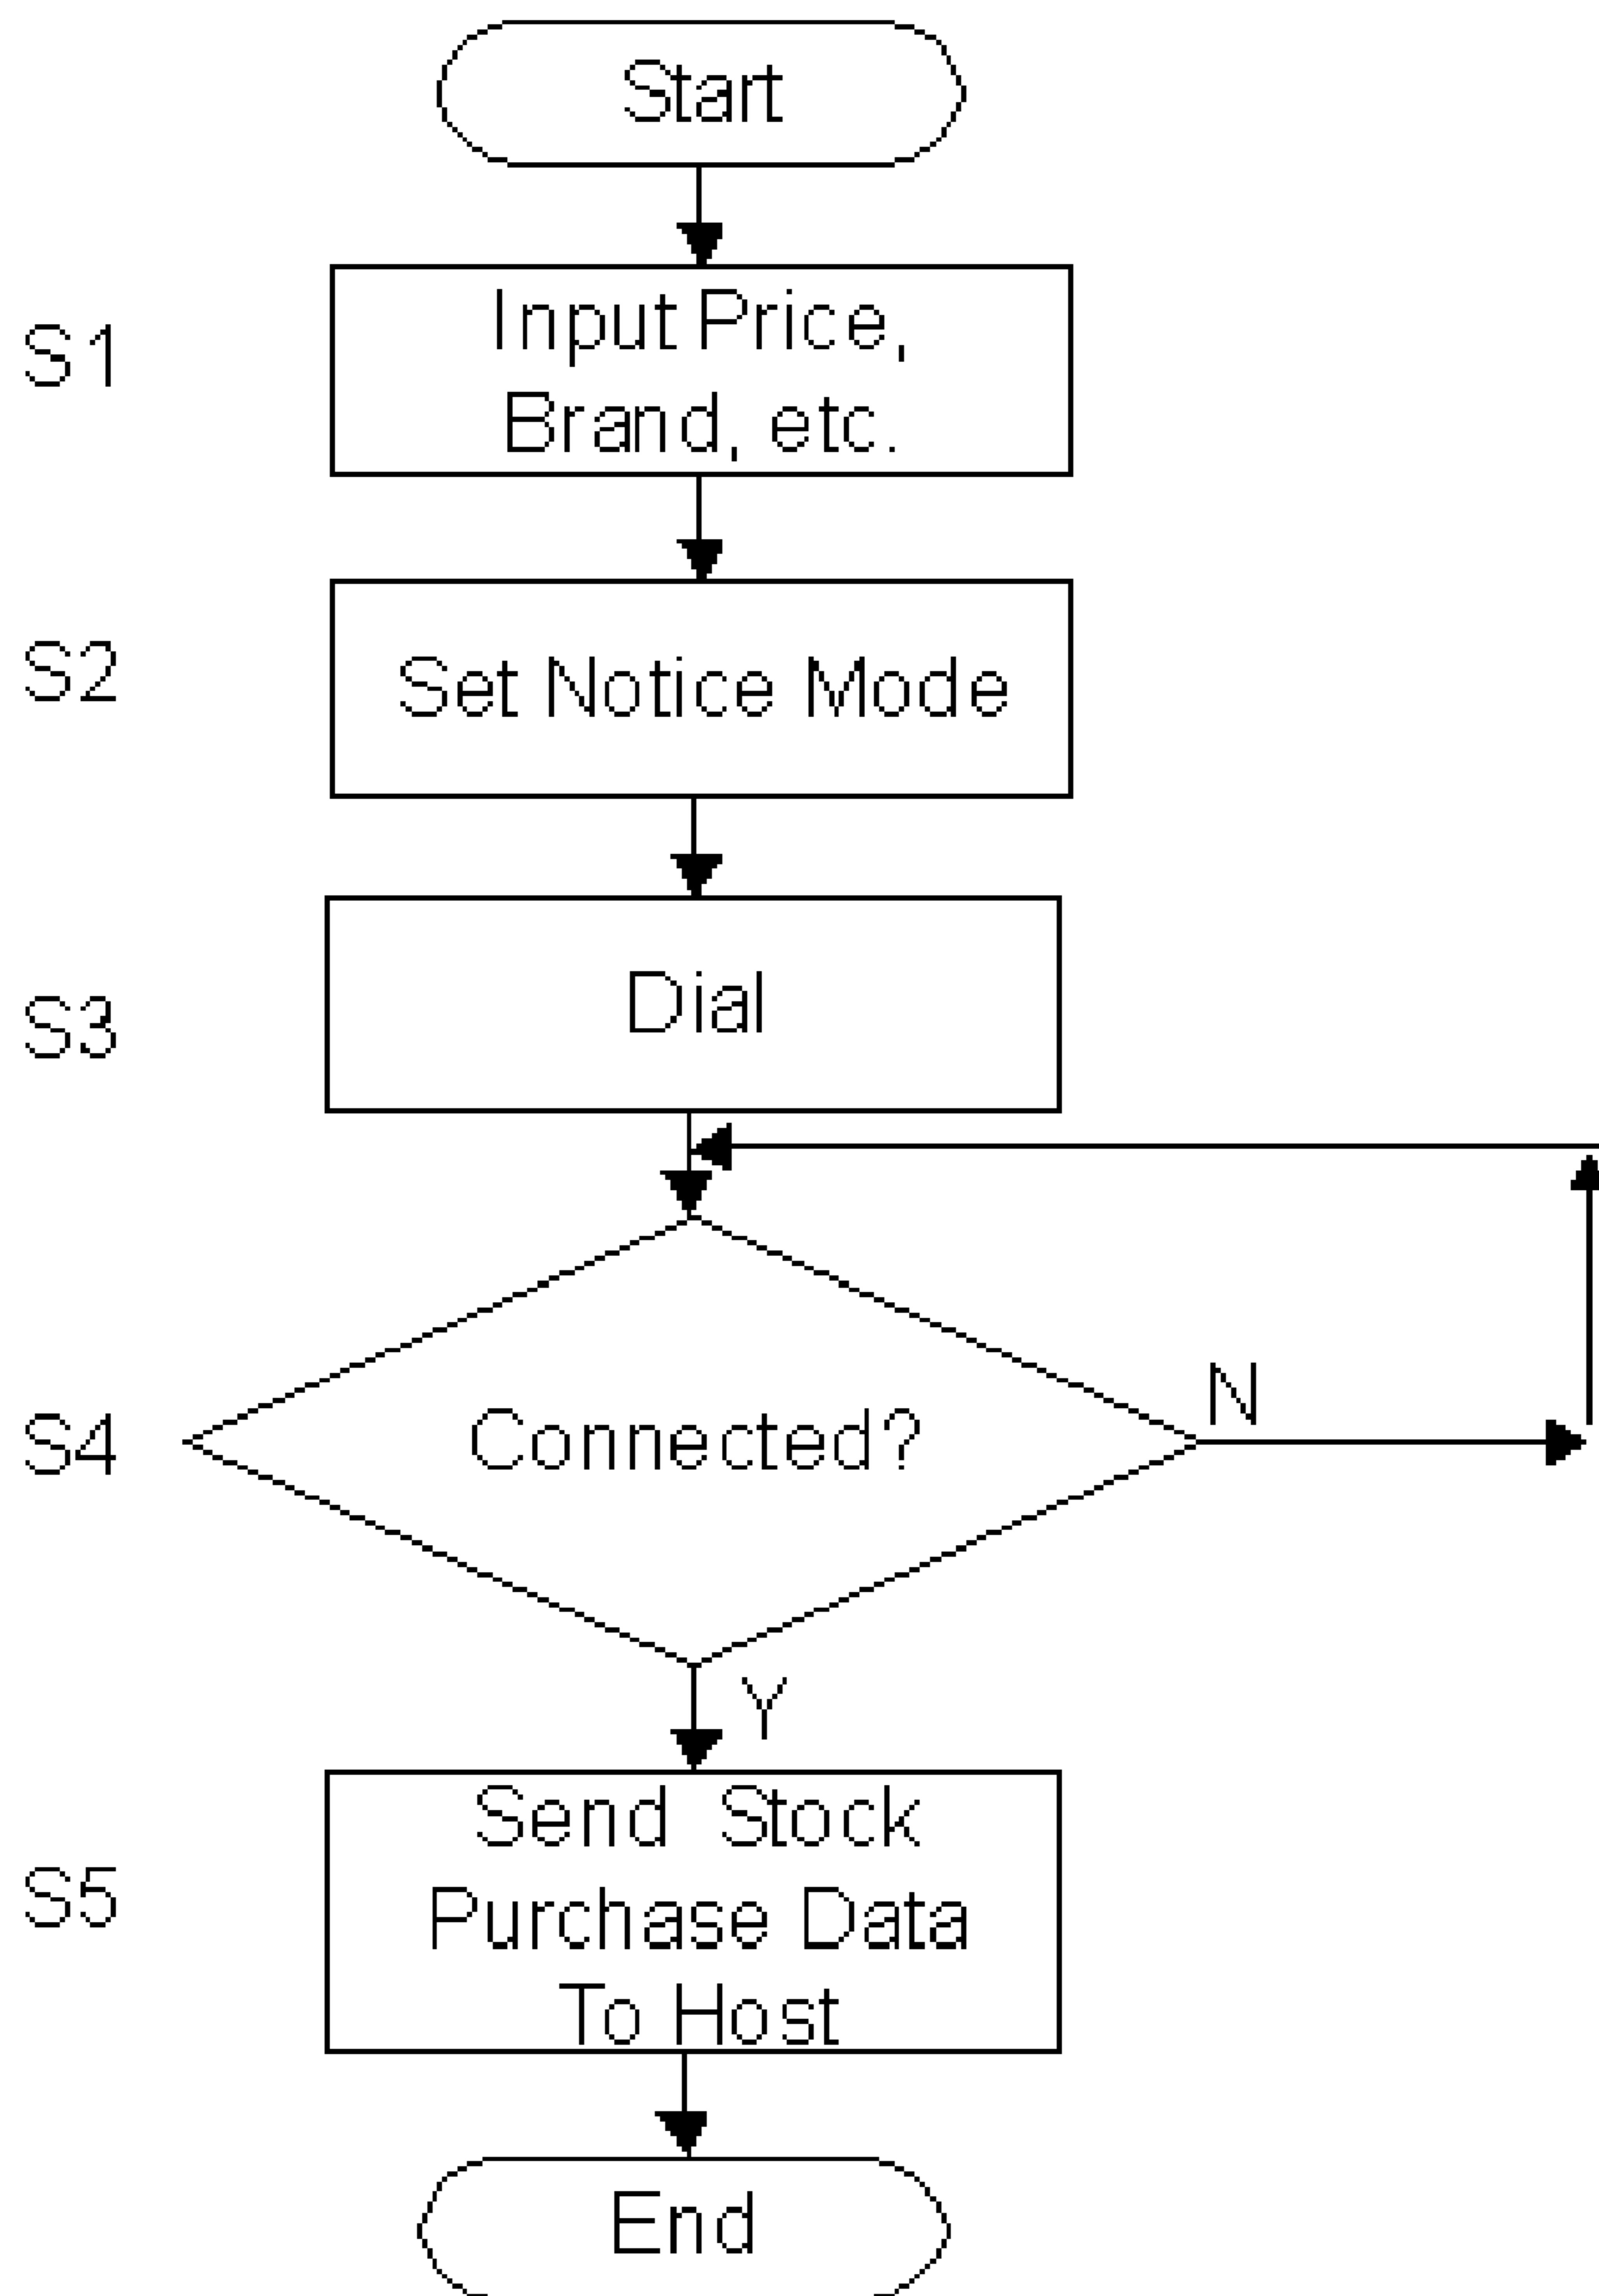 Start
S1
Input Price,
Brand, etc.
S2
Set Notice Mode
S3
Dial
N
S4
Connected?
Y
Send Stock
S5
Purchase Data
To Host
End